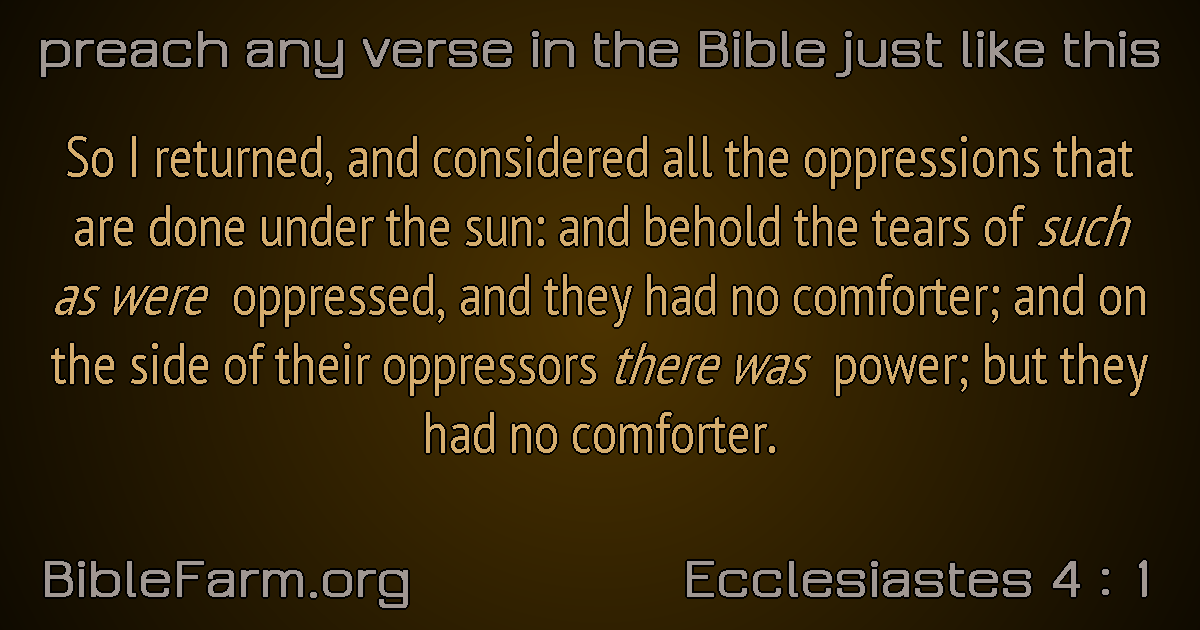 preach any verse in the Bible just like this
So I returned, and considered all the oppressions that
are done under the sun: and behold the tears of such
as were oppressed, and they had no comforter; and on
the side of their oppressors there was power; but they
had no comforter.
BibleFarm.org
Ecclesiastes 4 : 1